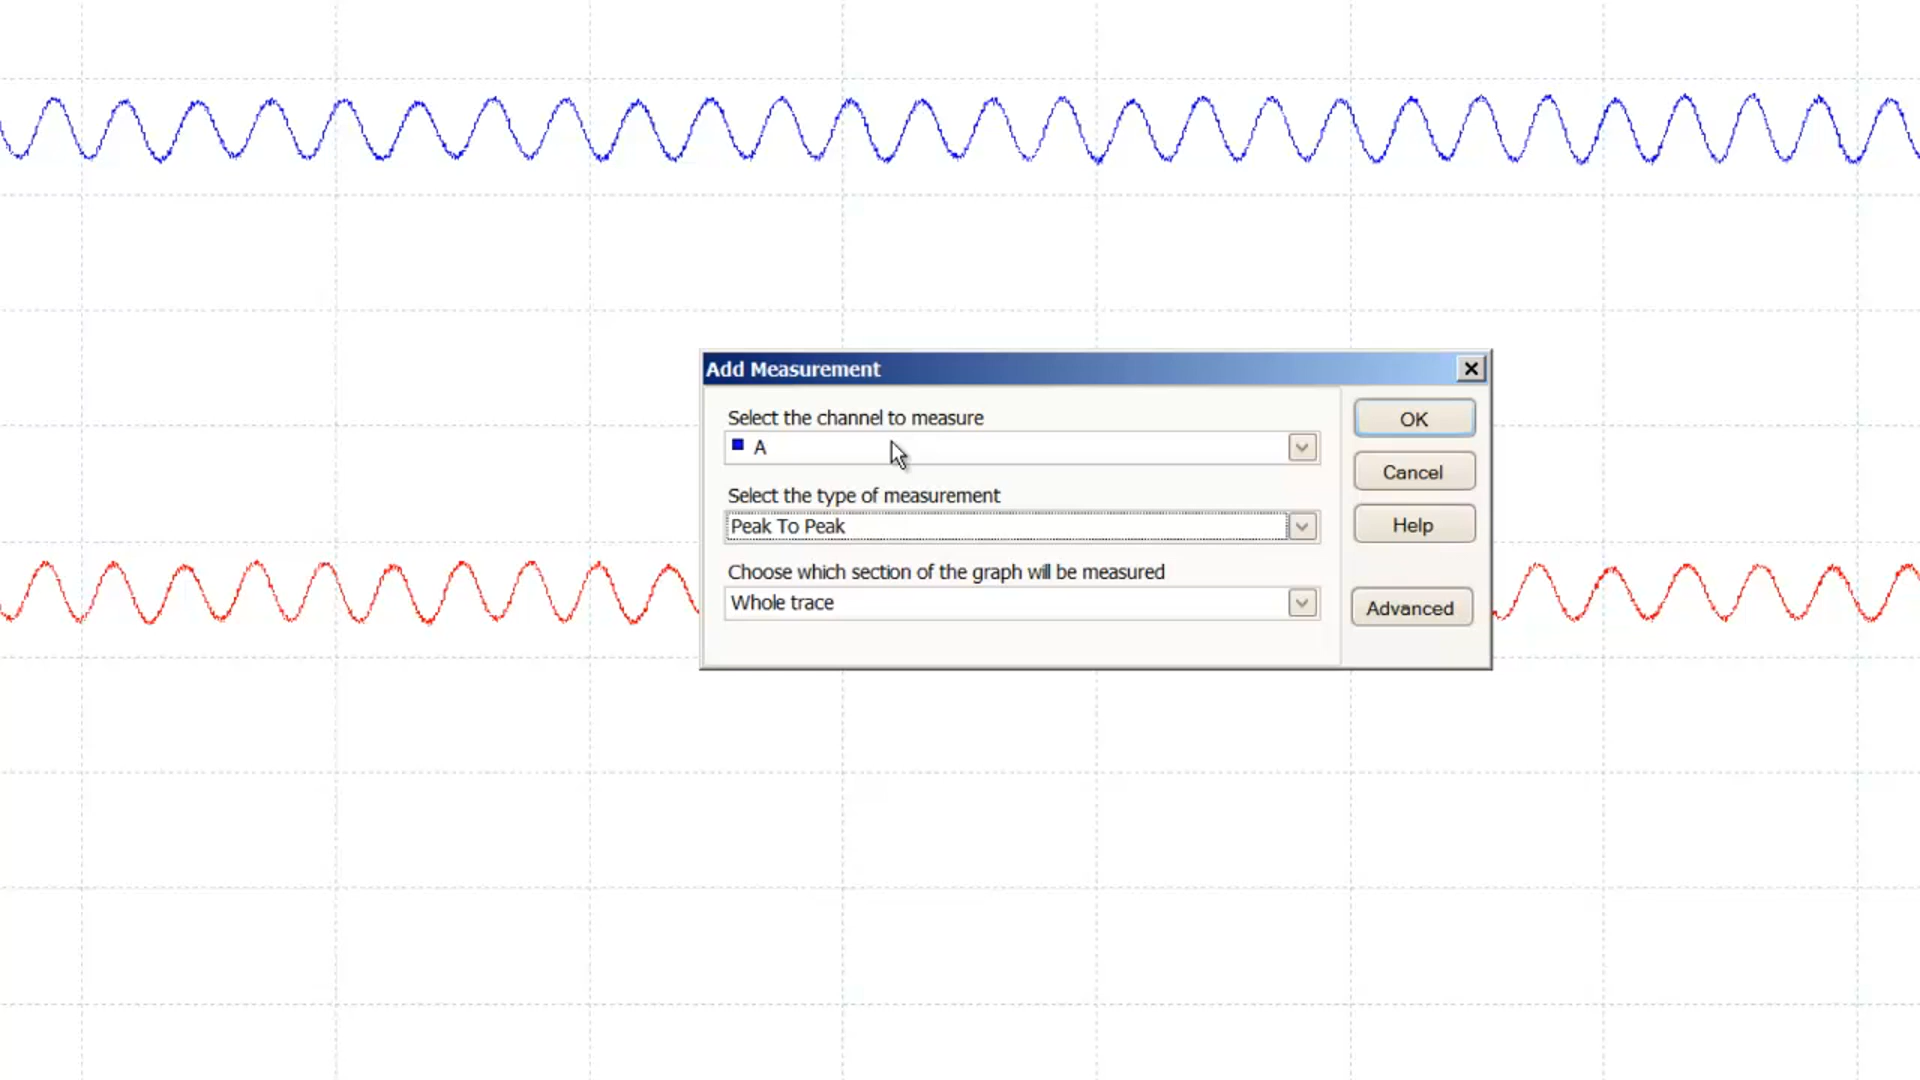 Add Measurement
Select the channel to measure
OK
A
Cancel
Select the type of measurement
Peak To Peak
Help
Choose which section of the graph will be measured
Whole trace
Advanced